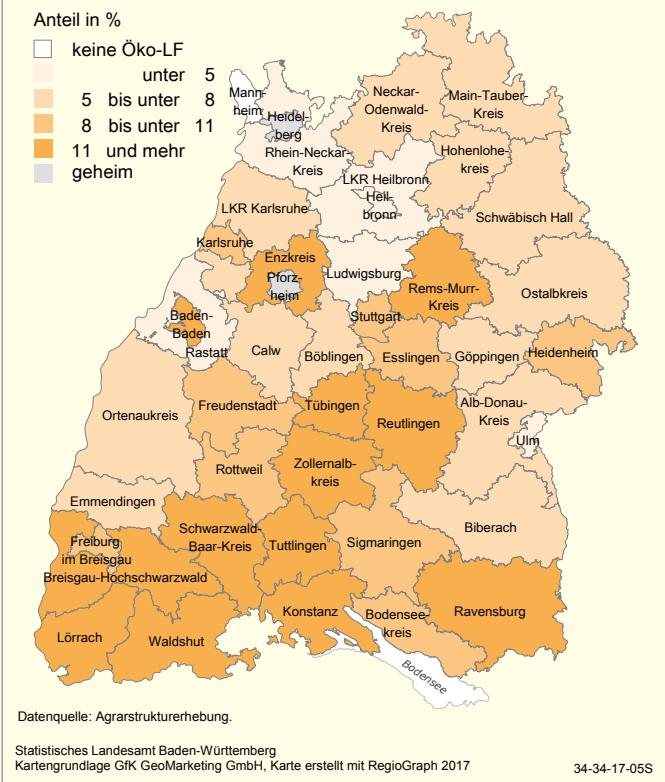 Anteil in %
keine Öko-LF
unter 5
5 bis unter 8
8 bis unter 11
11 und mehr
geheim
Mann-
heim
Heidel-
berg
Rhein-Neckar-
Kreis
Neckar-
Odenwald-
Kreis
Main-Tauber-
Kreis
Hohenlohe-
kreis
LKR Heilbronn
Heil-
bronn
Schwäbisch Hall
LKR Karlsruhe
Karlsruhe
Enzkreis
Pforz-
heim
Ludwigsburg
Rems-Murr-
Kreis
Ostalbkreis
Baden-
Baden
Rastatt
Calw
Böblingen
Stuttgart
Esslingen
Göppingen
Heidenheim
Ortenaukreis
Freudenstadt
Tübingen
Reutlingen
Alb-Donau-
Kreis
Ulm
Rottweil
Zollernalb-
kreis
Emmendingen
Biberach
Freiburg
im Breisgau
Breisgau-Hochschwarzwald
Schwarzwald-
Baar-Kreis
Tuttlingen
Sigmaringen
Lörrach
Waldshut
Konstanz
Bodensee-
kreis
Ravensburg
Bodensee
Datenquelle: Agrarstrukturerhebung.
Statistisches Landesamt Baden-Württemberg
Kartengrundlage GfK GeoMarketing GmbH, Karte erstellt mit RegioGraph 2017
34-34-17-05S